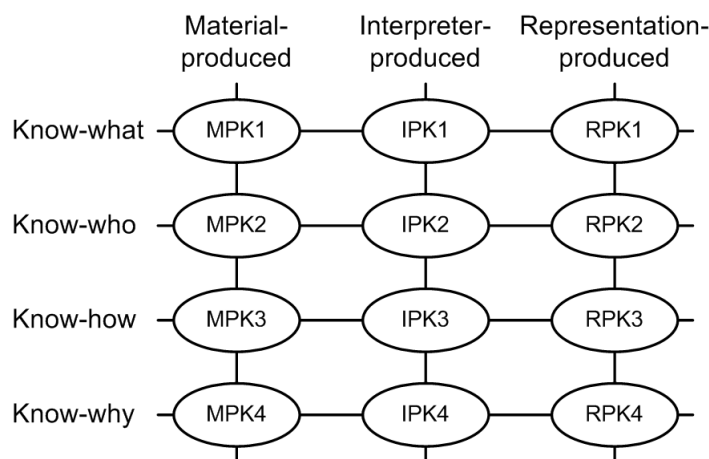 Material-
produced
Interpreter-
produced
Representation-
produced
Know-what
MPK1
IPK1
RPK1
Know-who
MPK2
IPK2
RPK2
Know-how
MPK3
IPK3
RPK3
Know-why
MPK4
IPK4
RPK4